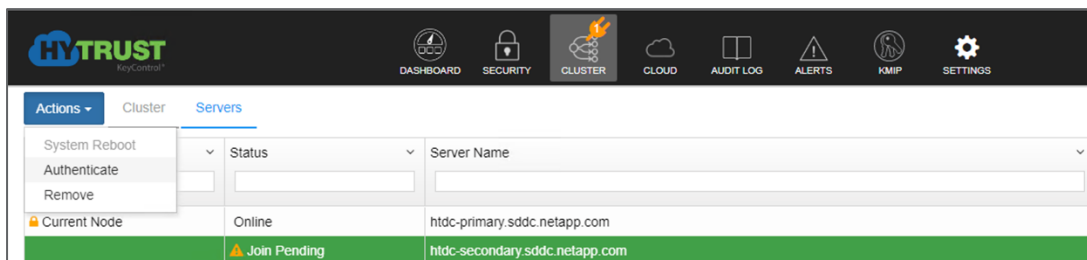 HYTRUST
KeyControl
1
DASHBOARD SECURITY CLUSTER CLOUD AUDIT LOG ALERTS KMIP SETTINGS
Actions Cluster Servers
System Reboot
Authenticate
Remove
Status Server Name
Current Node Online htdc-primary.sddc.netapp.com
Join Pending htdc-secondary.sddc.netapp.com